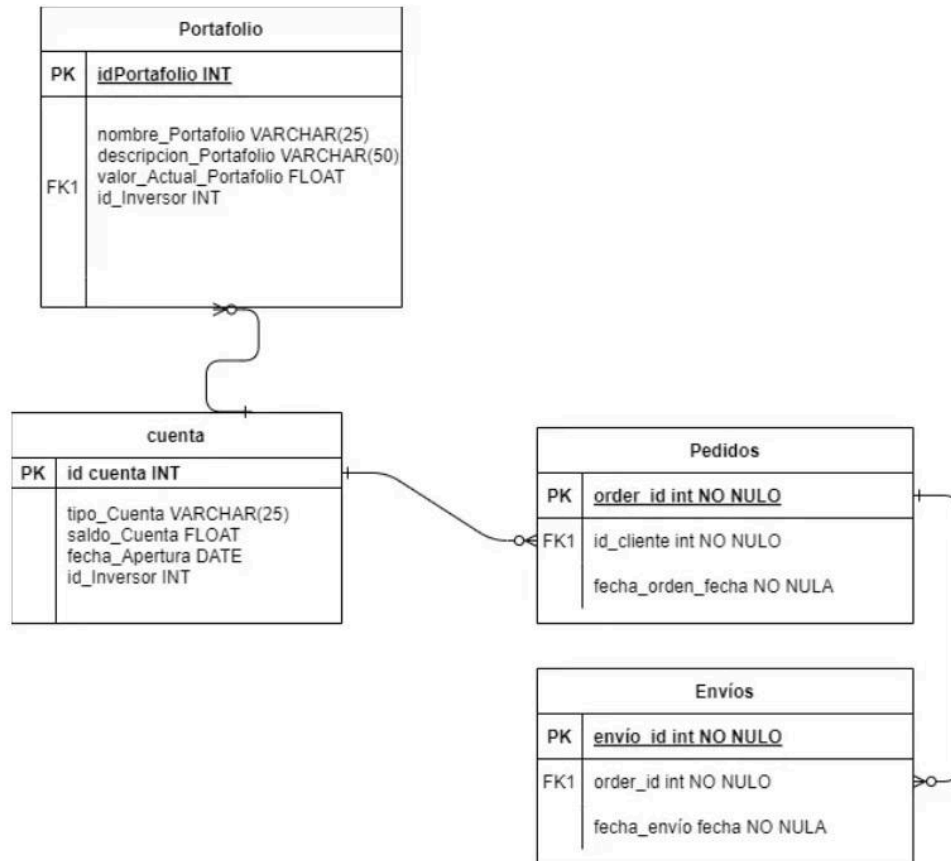 Portafolio
PK idPortafolio INT
nombre_Portafolio VARCHAR(25)
descripcion_Portafolio VARCHAR(50)
valor_Actual_Portafolio FLOAT
FK1
id_Inversor INT
cuenta
PK id cuenta INT
tipo_Cuenta VARCHAR(25)
saldo_Cuenta FLOAT
fecha_Apertura DATE
id_Inversor INT
Pedidos
PK order_id int NO NULO
FK1 id_cliente int NO NULO
fecha_orden_fecha NO NULA
Envíos
PK envío_id int NO NULO
FK1 order_id int NO NULO
fecha_envío fecha NO NULA